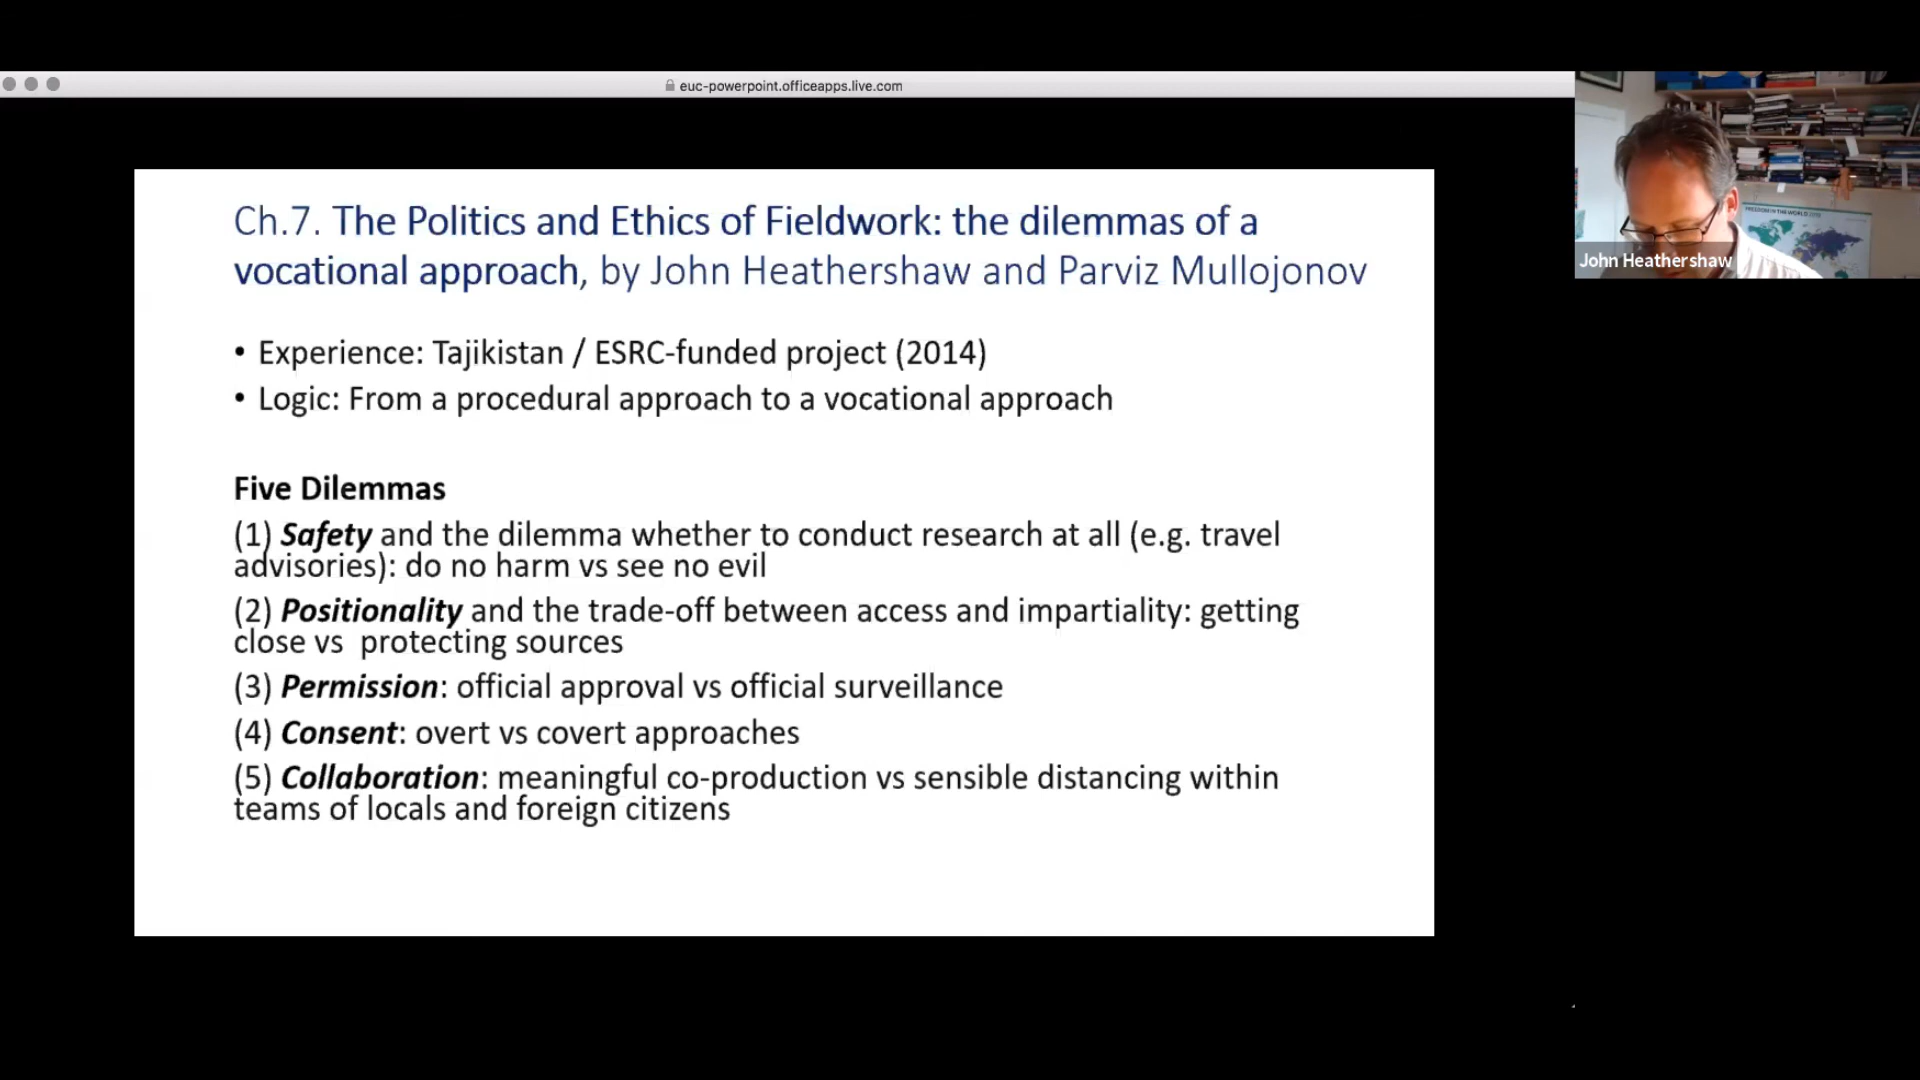 euc-powerpoint.officeapps.live.com
FREEDOM IN THE WORLD
John Heathershaw
Ch.7. The Politics and Ethics of Fieldwork: the dilemmas of a
vocational approach, by John Heathershaw and Parviz Mullojonov
• Experience: Tajikistan / ESRC-funded project (2014)
• Logic: From a procedural approach to a vocational approach
Five Dilemmas
(1) Safety and the dilemma whether to conduct research at all (e.g. travel
advisories): do no harm vs see no evil
(2) Positionality and the trade-off between access and impartiality: getting
close vs protecting sources
(3) Permission: official approval vs official surveillance
(4) Consent: overt vs covert approaches
(5) Collaboration: meaningful co-production vs sensible distancing within
teams of locals and foreign citizens